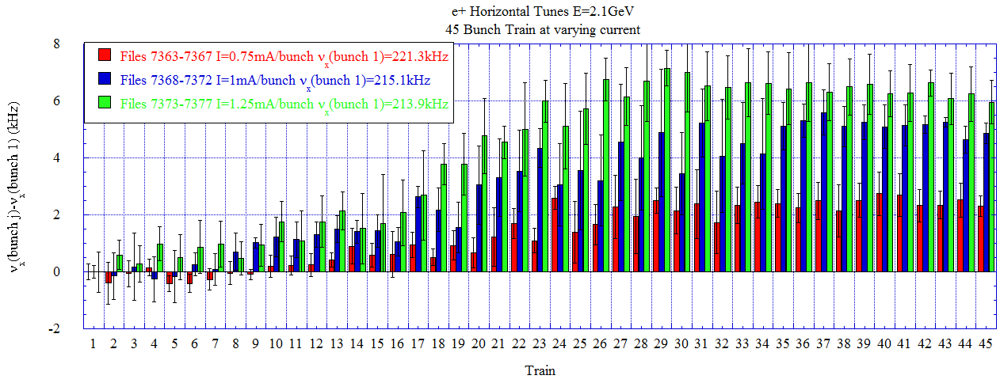 e+ Horizontal Tunes E=2.1GeV
45 Bunch Train at varying current
Files 7363-7367 I=0.75mA/bunch νx(bunch 1)=221.3kHz
Files 7368-7372 I=1mA/bunch νx(bunch 1)=215.1kHz
Files 7373-7377 I=1.25mA/bunch νx(bunch 1)=213.9kHz
νx(bunch j)-νx(bunch 1) (kHz)
8
6
4
2
0
-2
1 2 3 4 5 6 7 8 9 10 11 12 13 14 15 16 17 18 19 20 21 22 23 24 25 26 27 28 29 30 31 32 33 34 35 36 37 38 39 40 41 42 43 44 45
Train